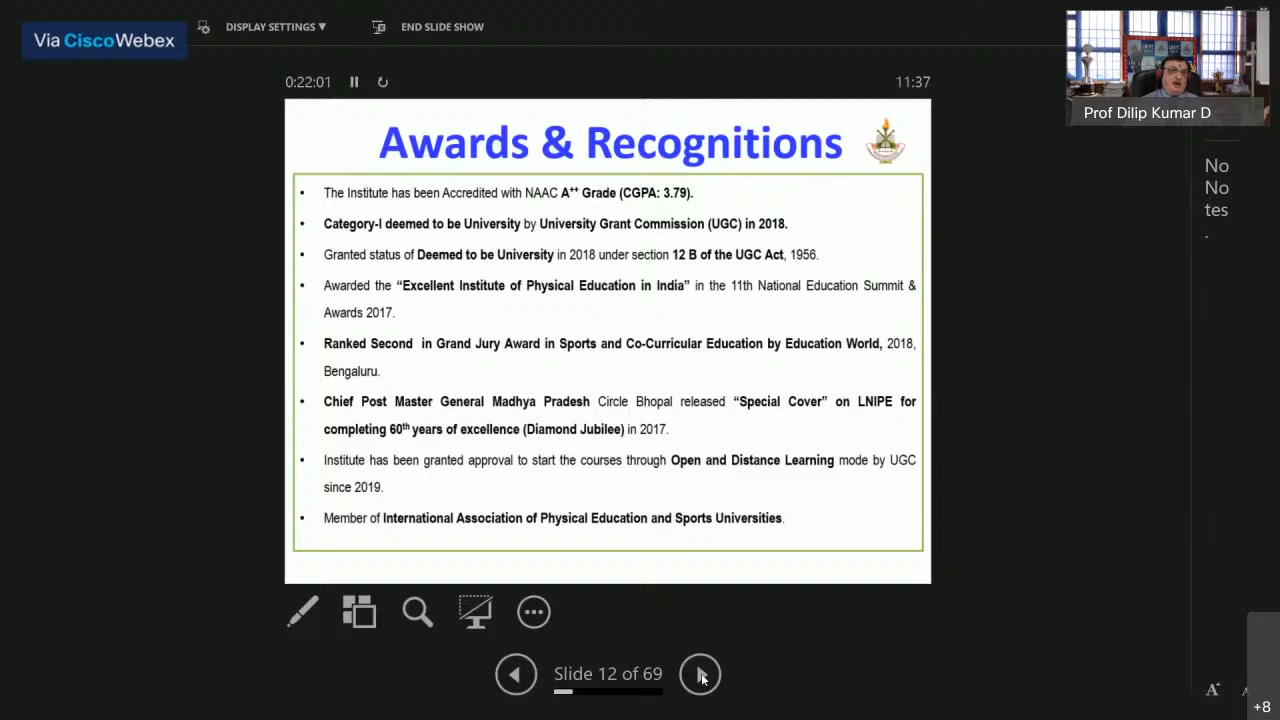 Via CiscoWebex
DISPLAY SETTINGS ▼
END SLIDE SHOW
0:22:01
11:37
Prof Dilip Kumar D
LNIPE
Awards & Recognitions
• The Institute has been Accredited with NAAC A⁺⁺ Grade (CGPA: 3.79).
• Category-I deemed to be University by University Grant Commission (UGC) in 2018.
• Granted status of Deemed to be University in 2018 under section 12 B of the UGC Act, 1956.
• Awarded the “Excellent Institute of Physical Education in India” in the 11th National Education Summit &
Awards 2017.
• Ranked Second in Grand Jury Award in Sports and Co-Curricular Education by Education World, 2018,
Bengaluru.
• Chief Post Master General Madhya Pradesh Circle Bhopal released “Special Cover” on LNIPE for
completing 60th years of excellence (Diamond Jubilee) in 2017.
• Institute has been granted approval to start the courses through Open and Distance Learning mode by UGC
since 2019.
• Member of International Association of Physical Education and Sports Universities.
No
No
tes
.
Slide 12 of 69
A
A
+8